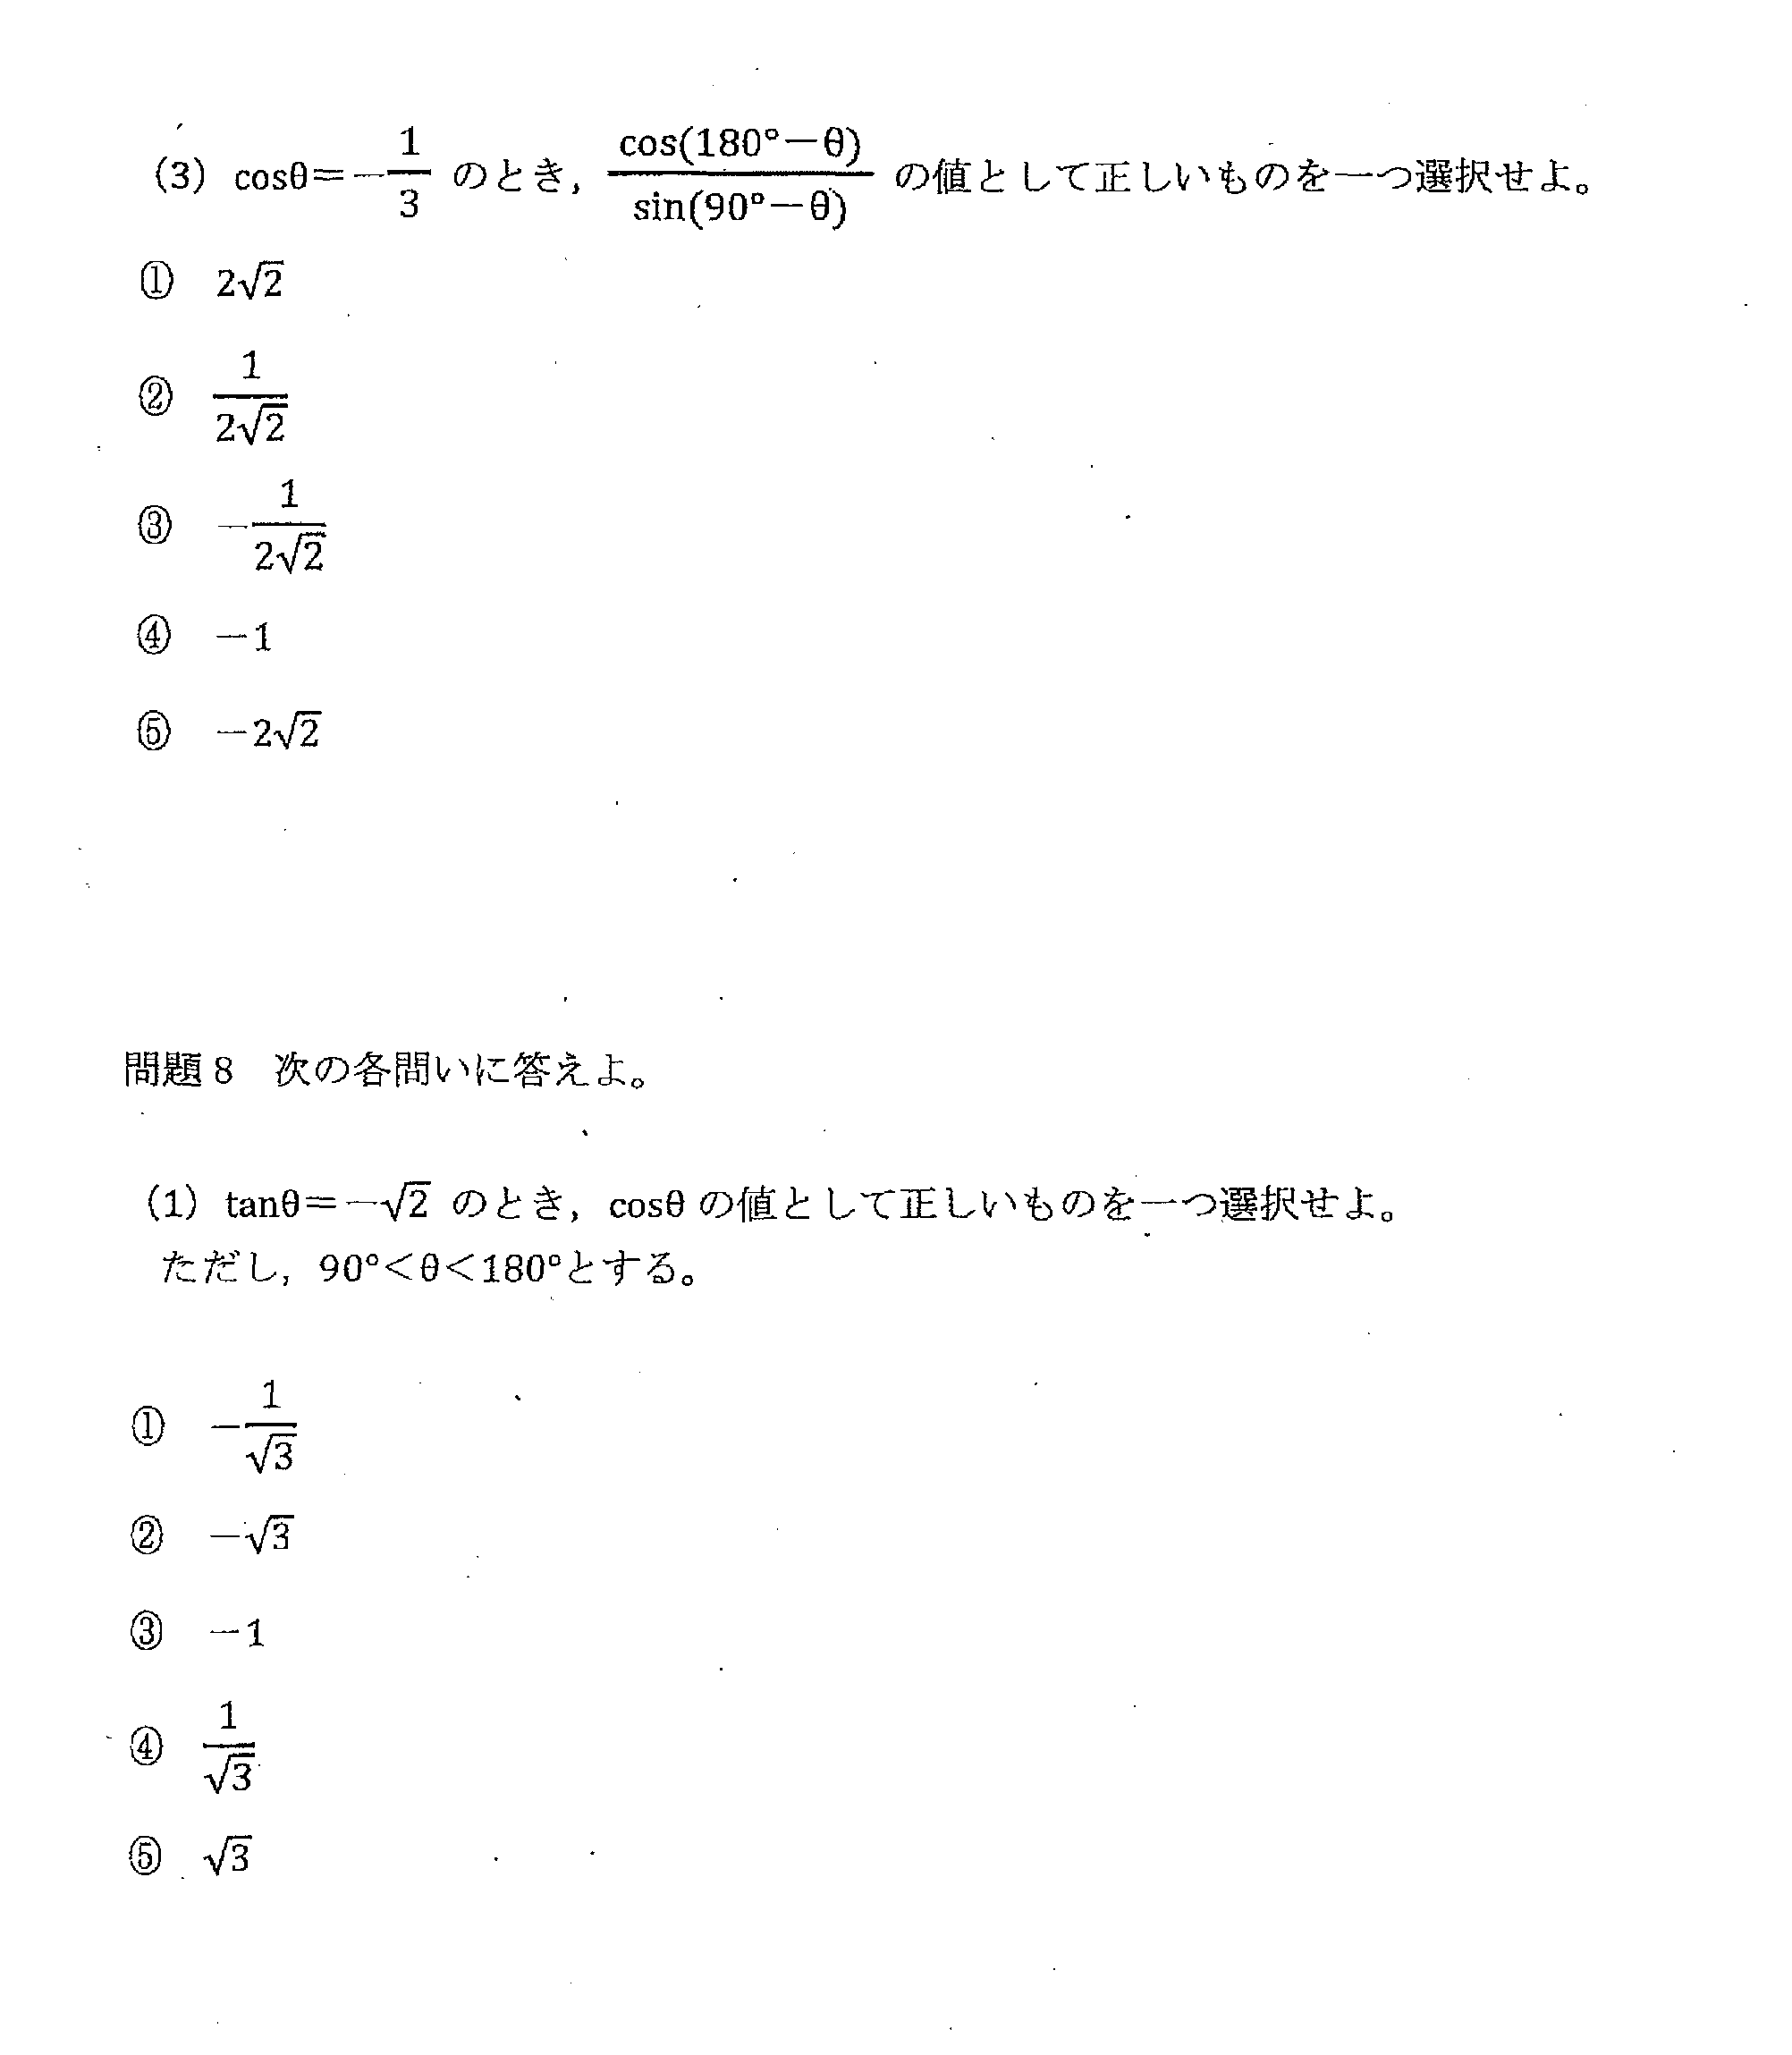 (3) cosθ=−1/3 のとき, cos(180°−θ)/sin(90°−θ) の値として正しいものを一つ選択せよ。
① 2√2
② 1/(2√2)
③ −1/(2√2)
④ −1
⑤ −2√2
問題8 次の各問いに答えよ。
(1) tanθ=−√2 のとき, cosθ の値として正しいものを一つ選択せよ。
ただし, 90°<θ<180°とする。
① −1/√3
② −√3
③ −1
④ 1/√3
⑤ √3